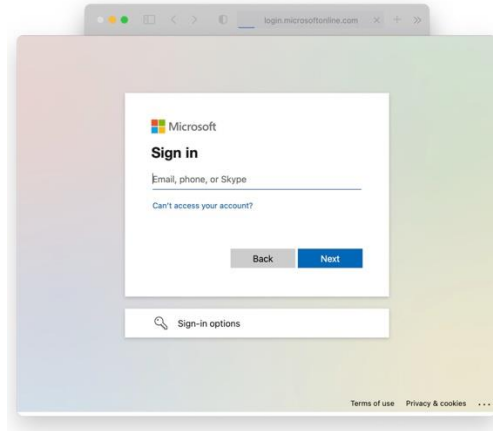 login.microsoftonline.com
Microsoft
Sign in
Email, phone, or Skype
Can't access your account?
Back Next
Sign-in options
Terms of use Privacy & cookies ...